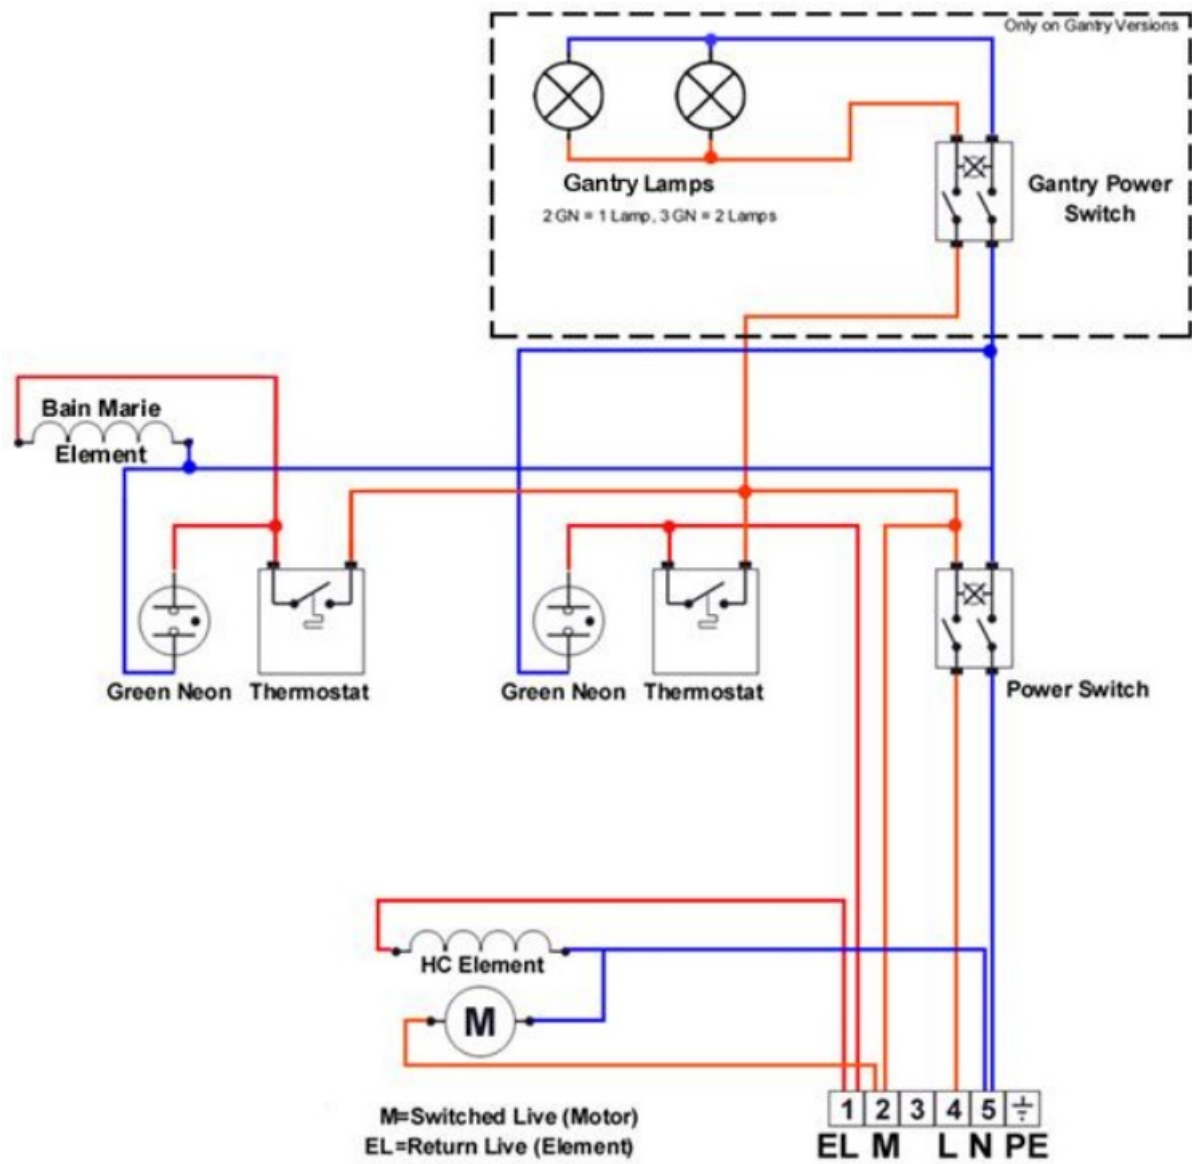 Only on Gantry Versions
Gantry Lamps
2 GN = 1 Lamp, 3 GN = 2 Lamps
Gantry Power
Switch
Bain Marie
Element
Green Neon
Thermostat
Green Neon
Thermostat
Power Switch
HC Element
M
M=Switched Live (Motor)
EL=Return Live (Element)
1 2 3 4 5
EL M L N PE